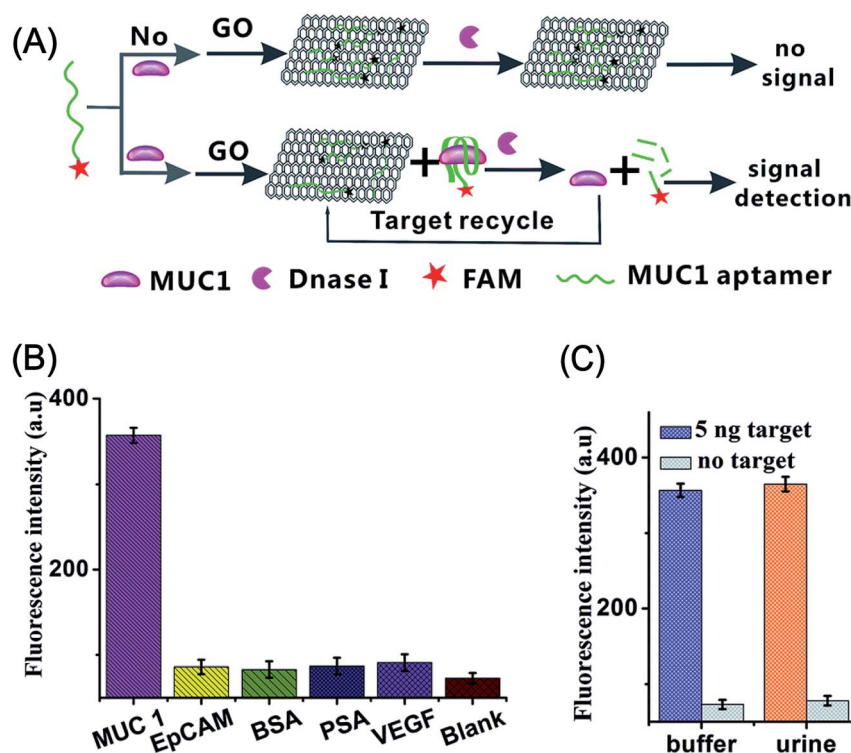 (A)
No
GO
no
signal
GO
signal
detection
Target recycle
MUC1
Dnase I
FAM
MUC1 aptamer
(B)
Fluorescence intensity (a.u)
400
200
MUC 1
EpCAM
BSA
PSA
VEGF
Blank
(C)
Fluorescence intensity (a.u)
400
200
5 ng target
no target
buffer
urine